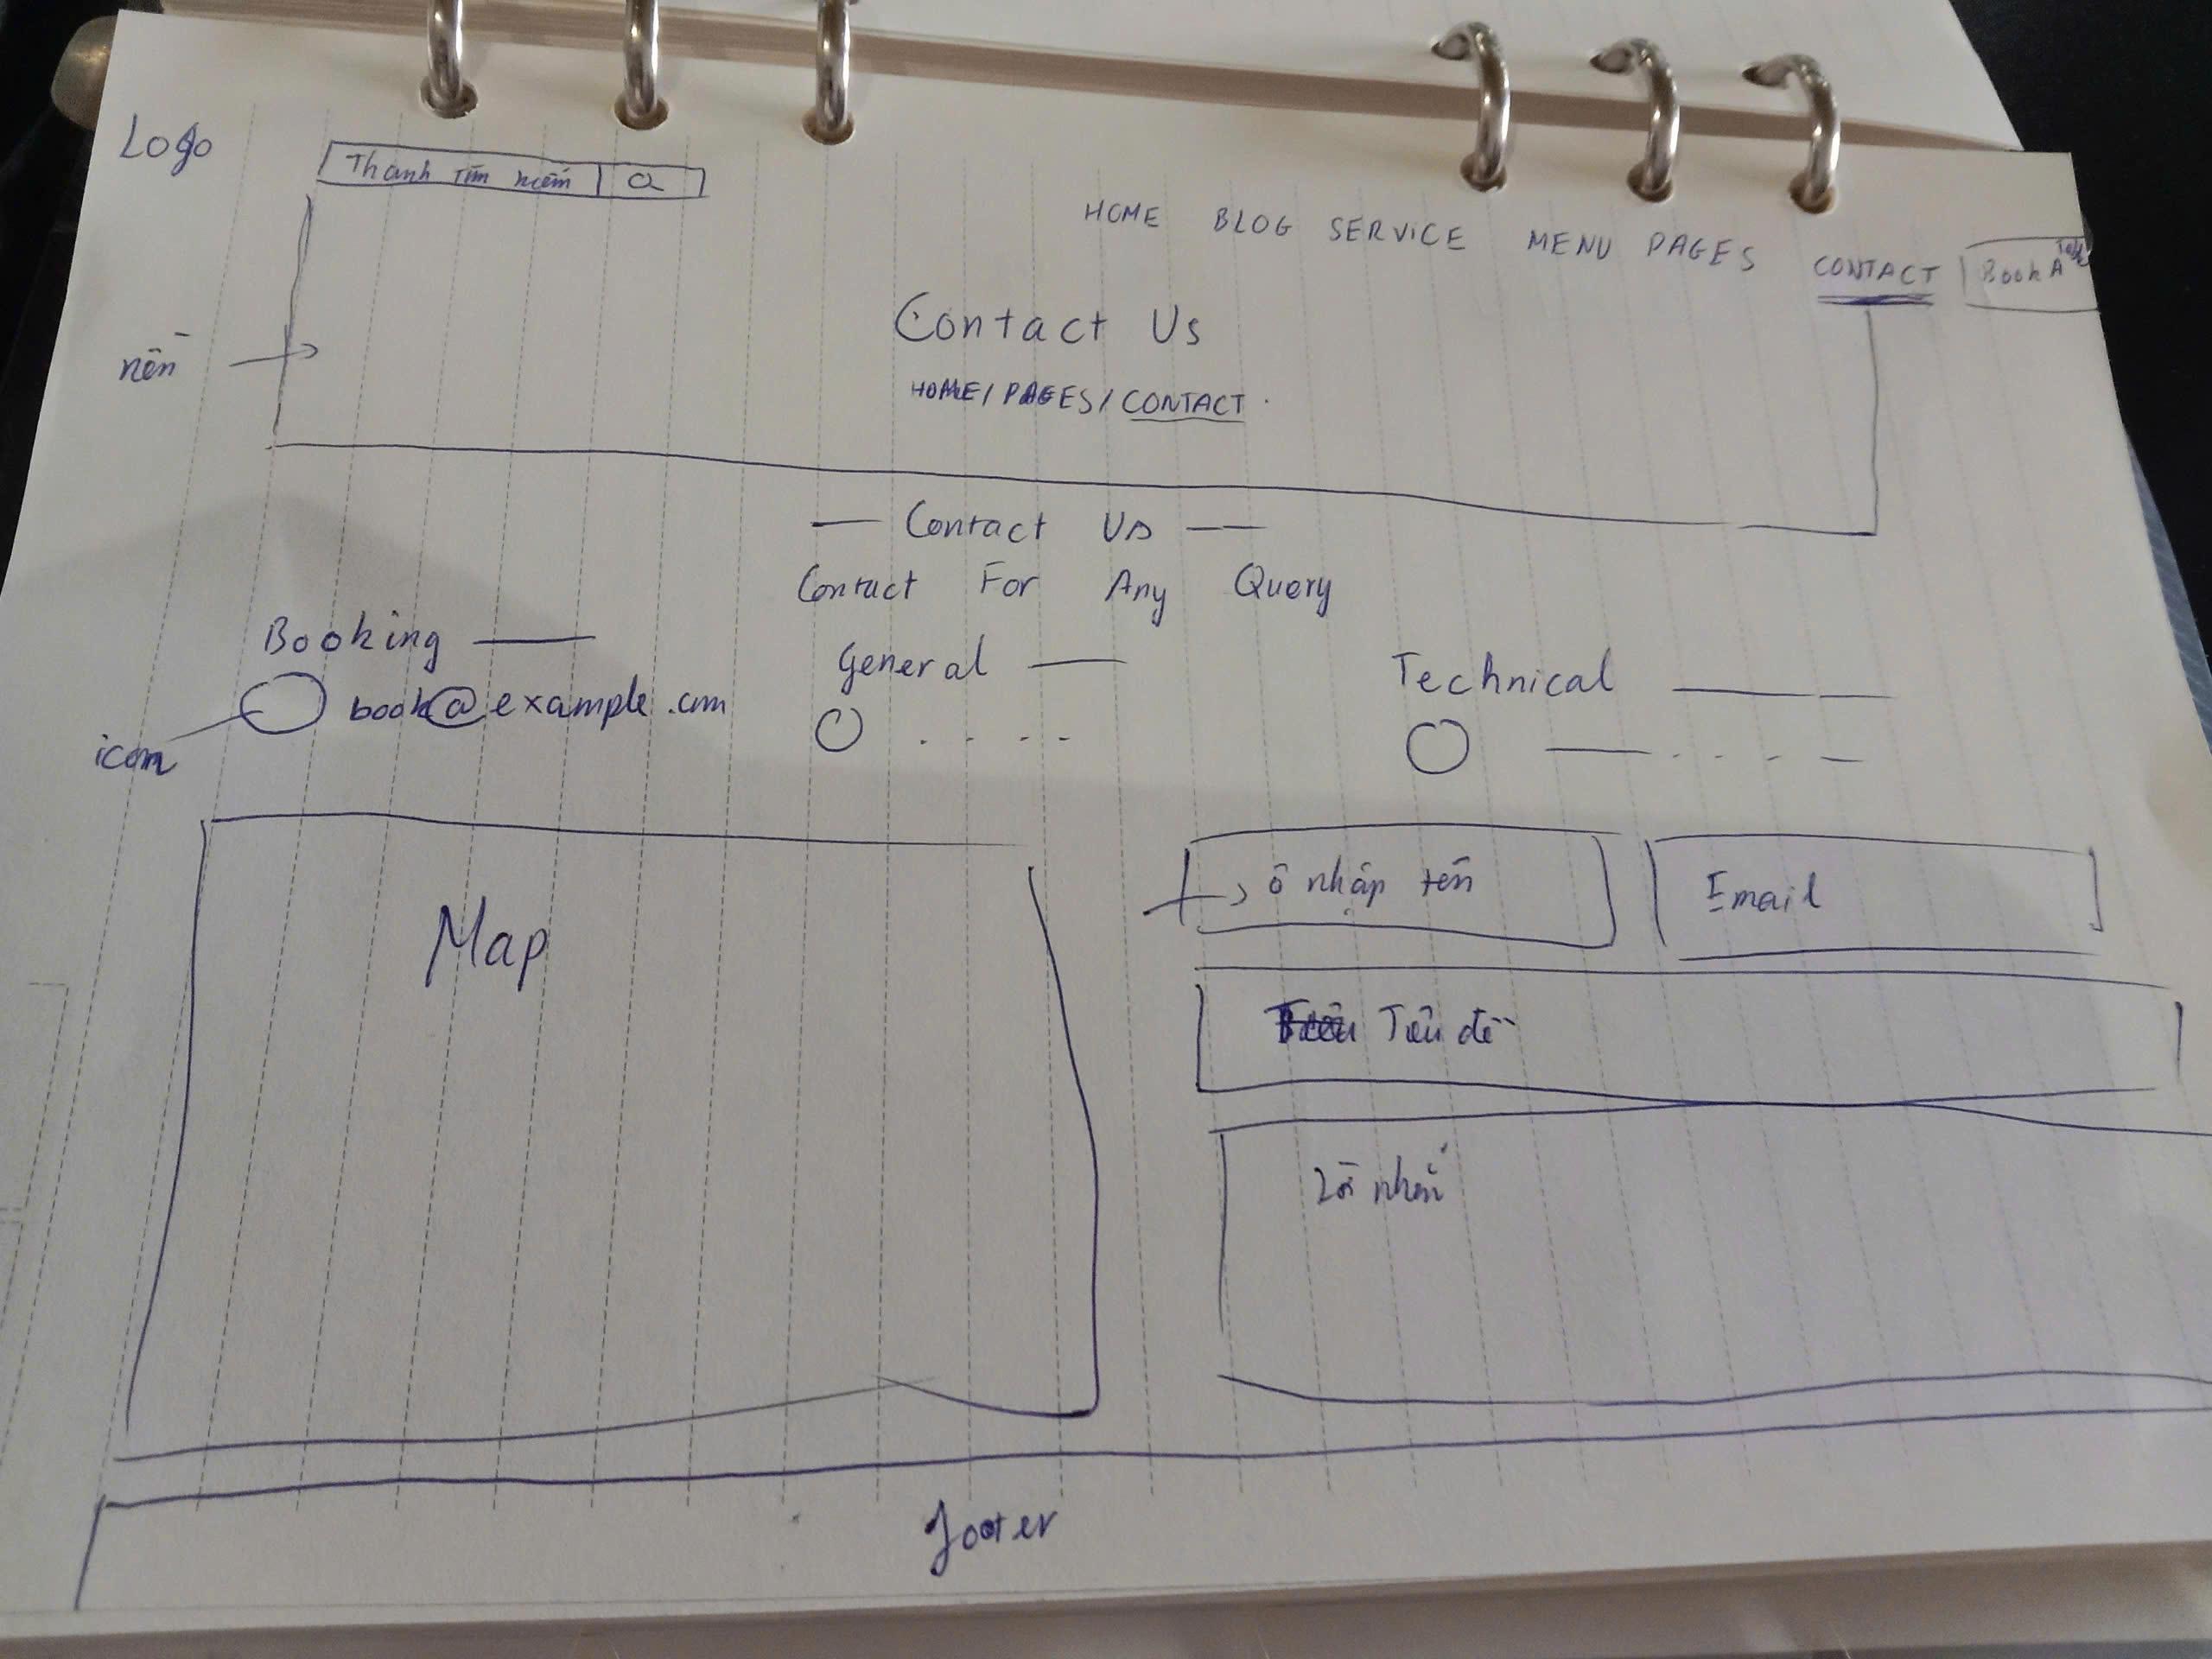 Logo
Thanh Tìm kiếm
HOME BLOG SERVICE MENU PAGES CONTACT Book A Table
Contact Us
nền
HOME / PAGES / CONTACT
— Contact Us —
Contact For Any Query
Booking —
General —
Technical —
book@example.com
icon
Map
ô nhập tên
Email
Tiêu đề
Lời nhắn
footer